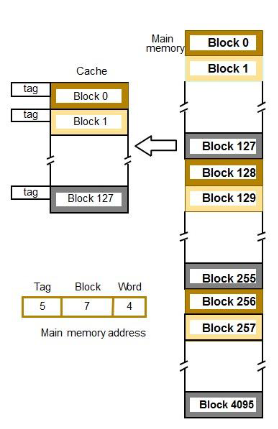 Main
memory
Block 0
Block 1
Block 127
Block 128
Block 129
Block 255
Block 256
Block 257
Block 4095
Cache
tag
Block 0
tag
Block 1
tag
Block 127
Tag Block Word
5 7 4
Main memory address